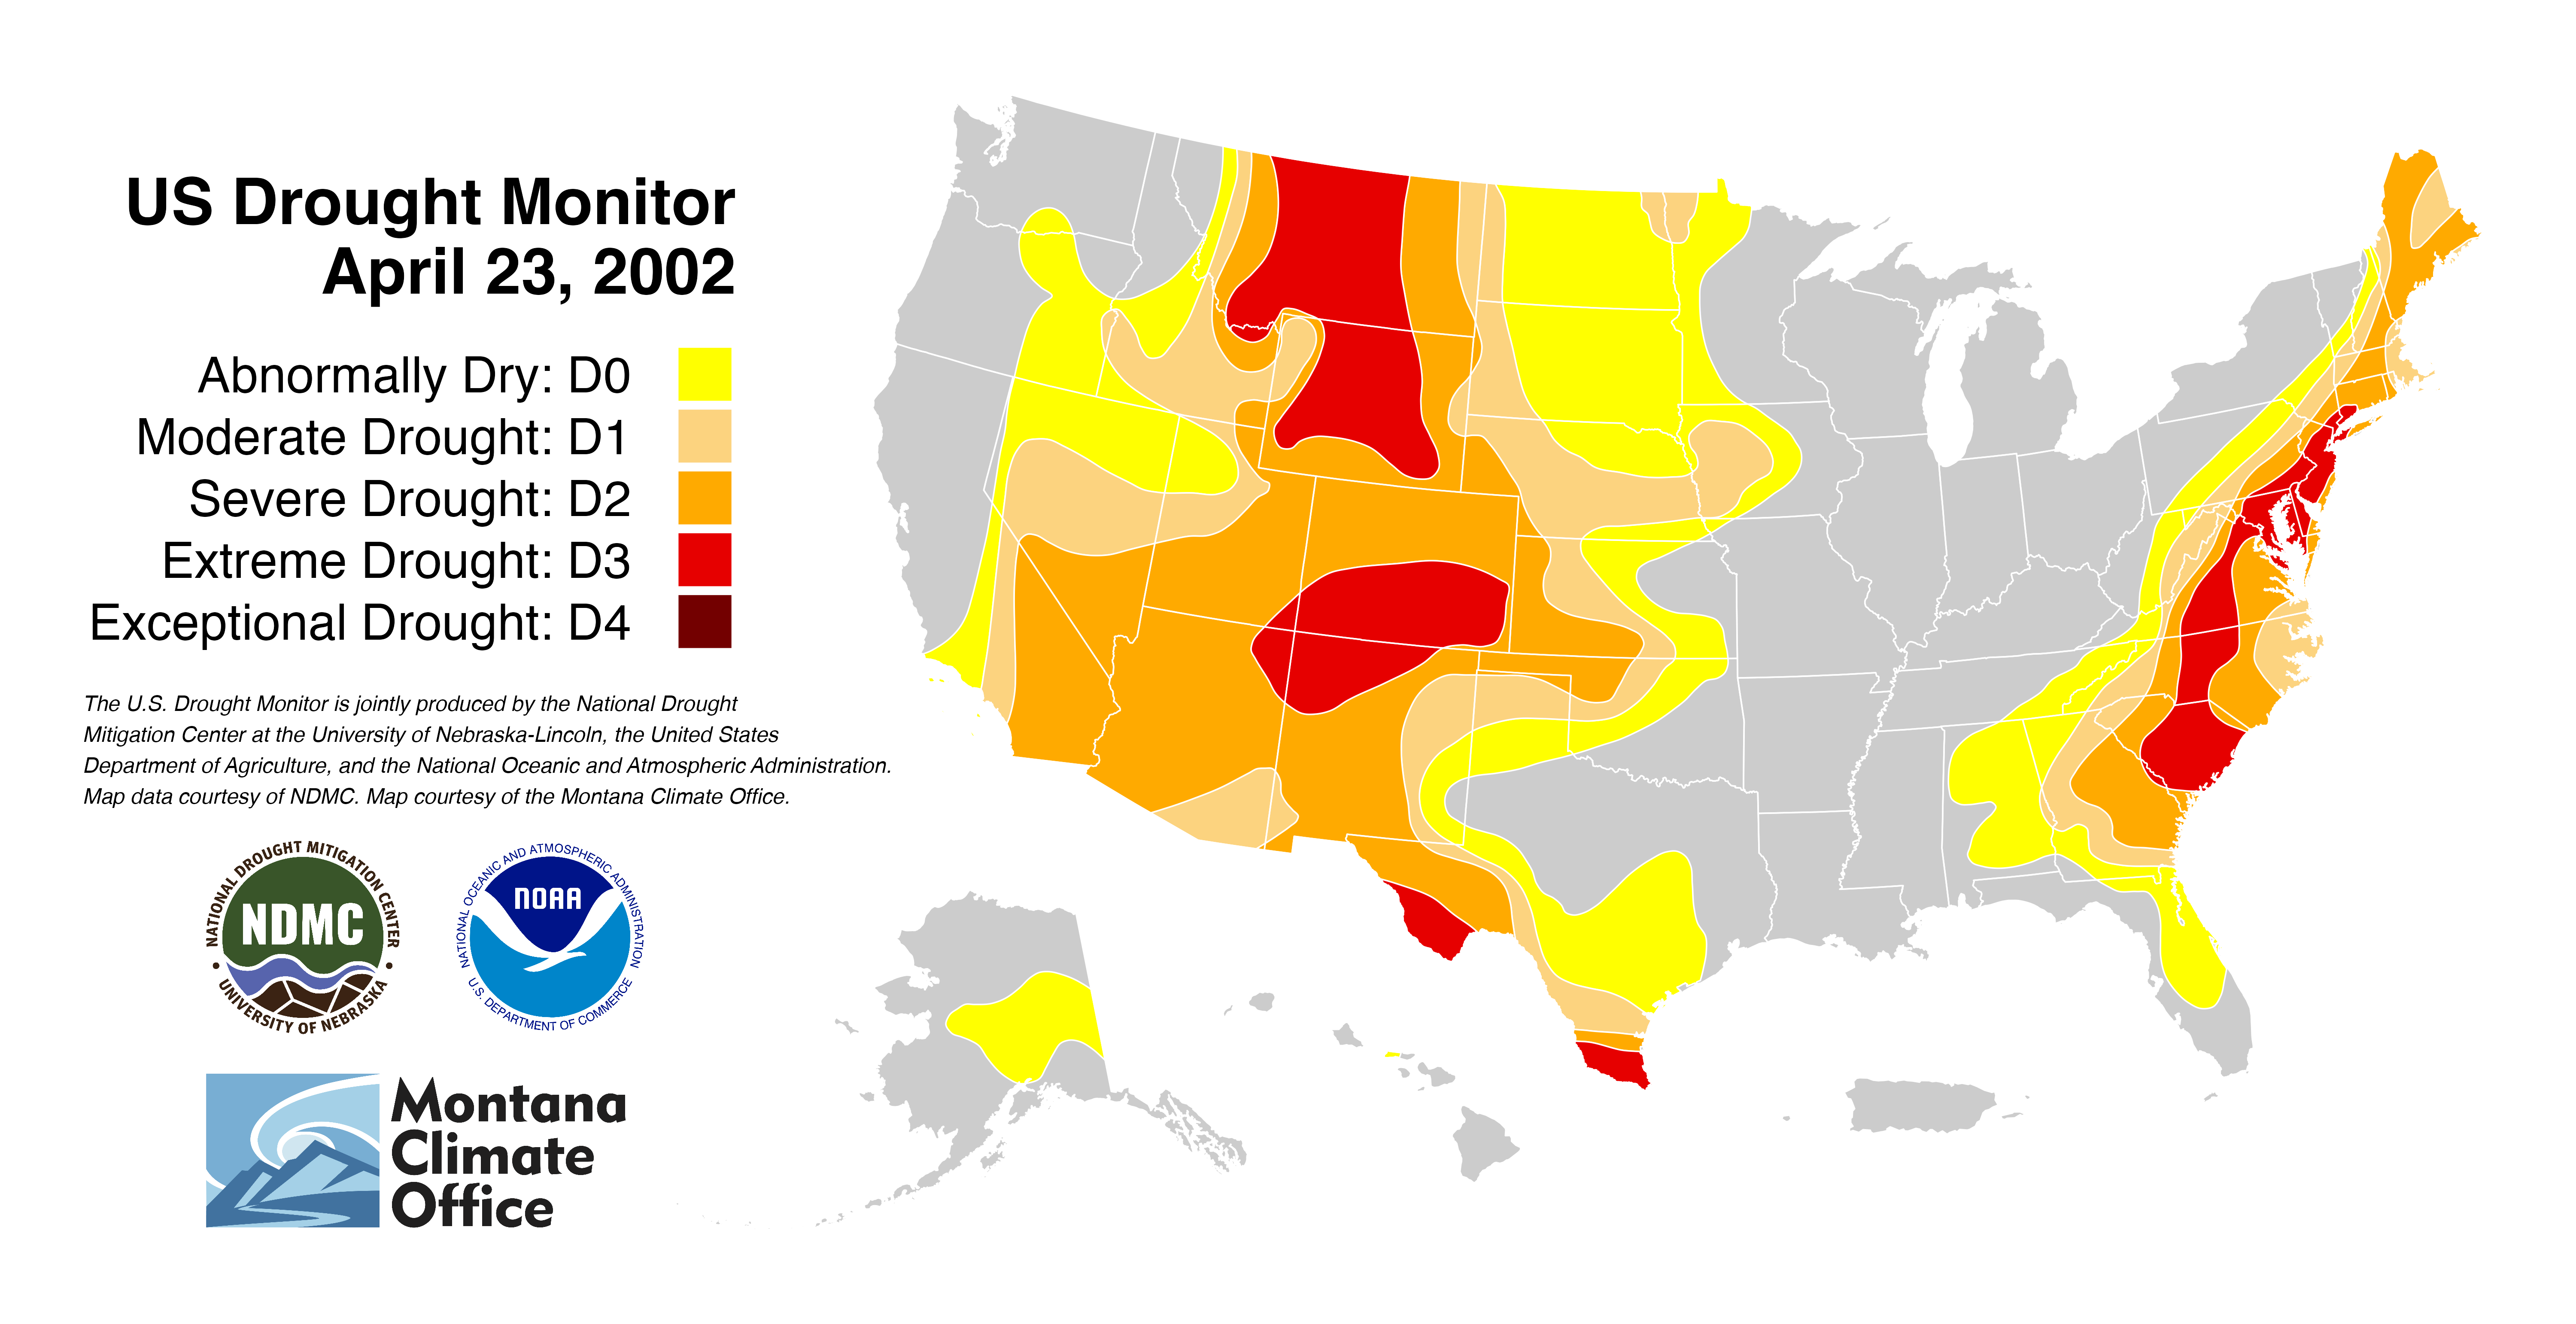 US Drought Monitor
April 23, 2002
Abnormally Dry: D0
Moderate Drought: D1
Severe Drought: D2
Extreme Drought: D3
Exceptional Drought: D4
The U.S. Drought Monitor is jointly produced by the National Drought
Mitigation Center at the University of Nebraska-Lincoln, the United States
Department of Agriculture, and the National Oceanic and Atmospheric Administration.
Map data courtesy of NDMC. Map courtesy of the Montana Climate Office.
NATIONAL DROUGHT MITIGATION CENTER
NDMC
• UNIVERSITY OF NEBRASKA •
NATIONAL OCEANIC AND ATMOSPHERIC ADMINISTRATION
NOAA
U.S. DEPARTMENT OF COMMERCE
Montana
Climate
Office